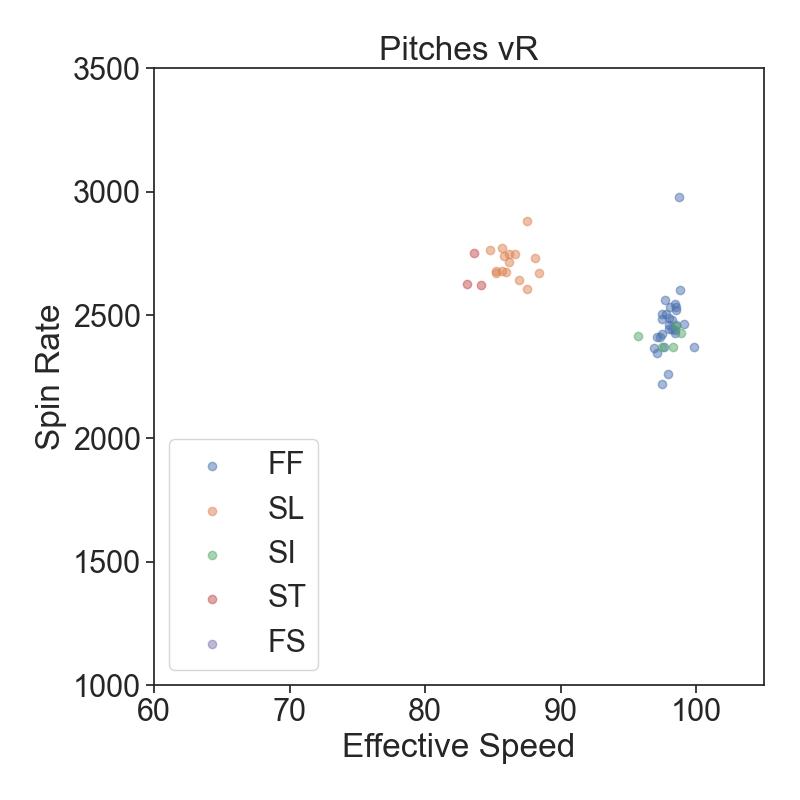 Pitches vR
3500
3000
2500
2000
1500
1000
Spin Rate
FF
SL
SI
ST
FS
60 70 80 90 100
Effective Speed